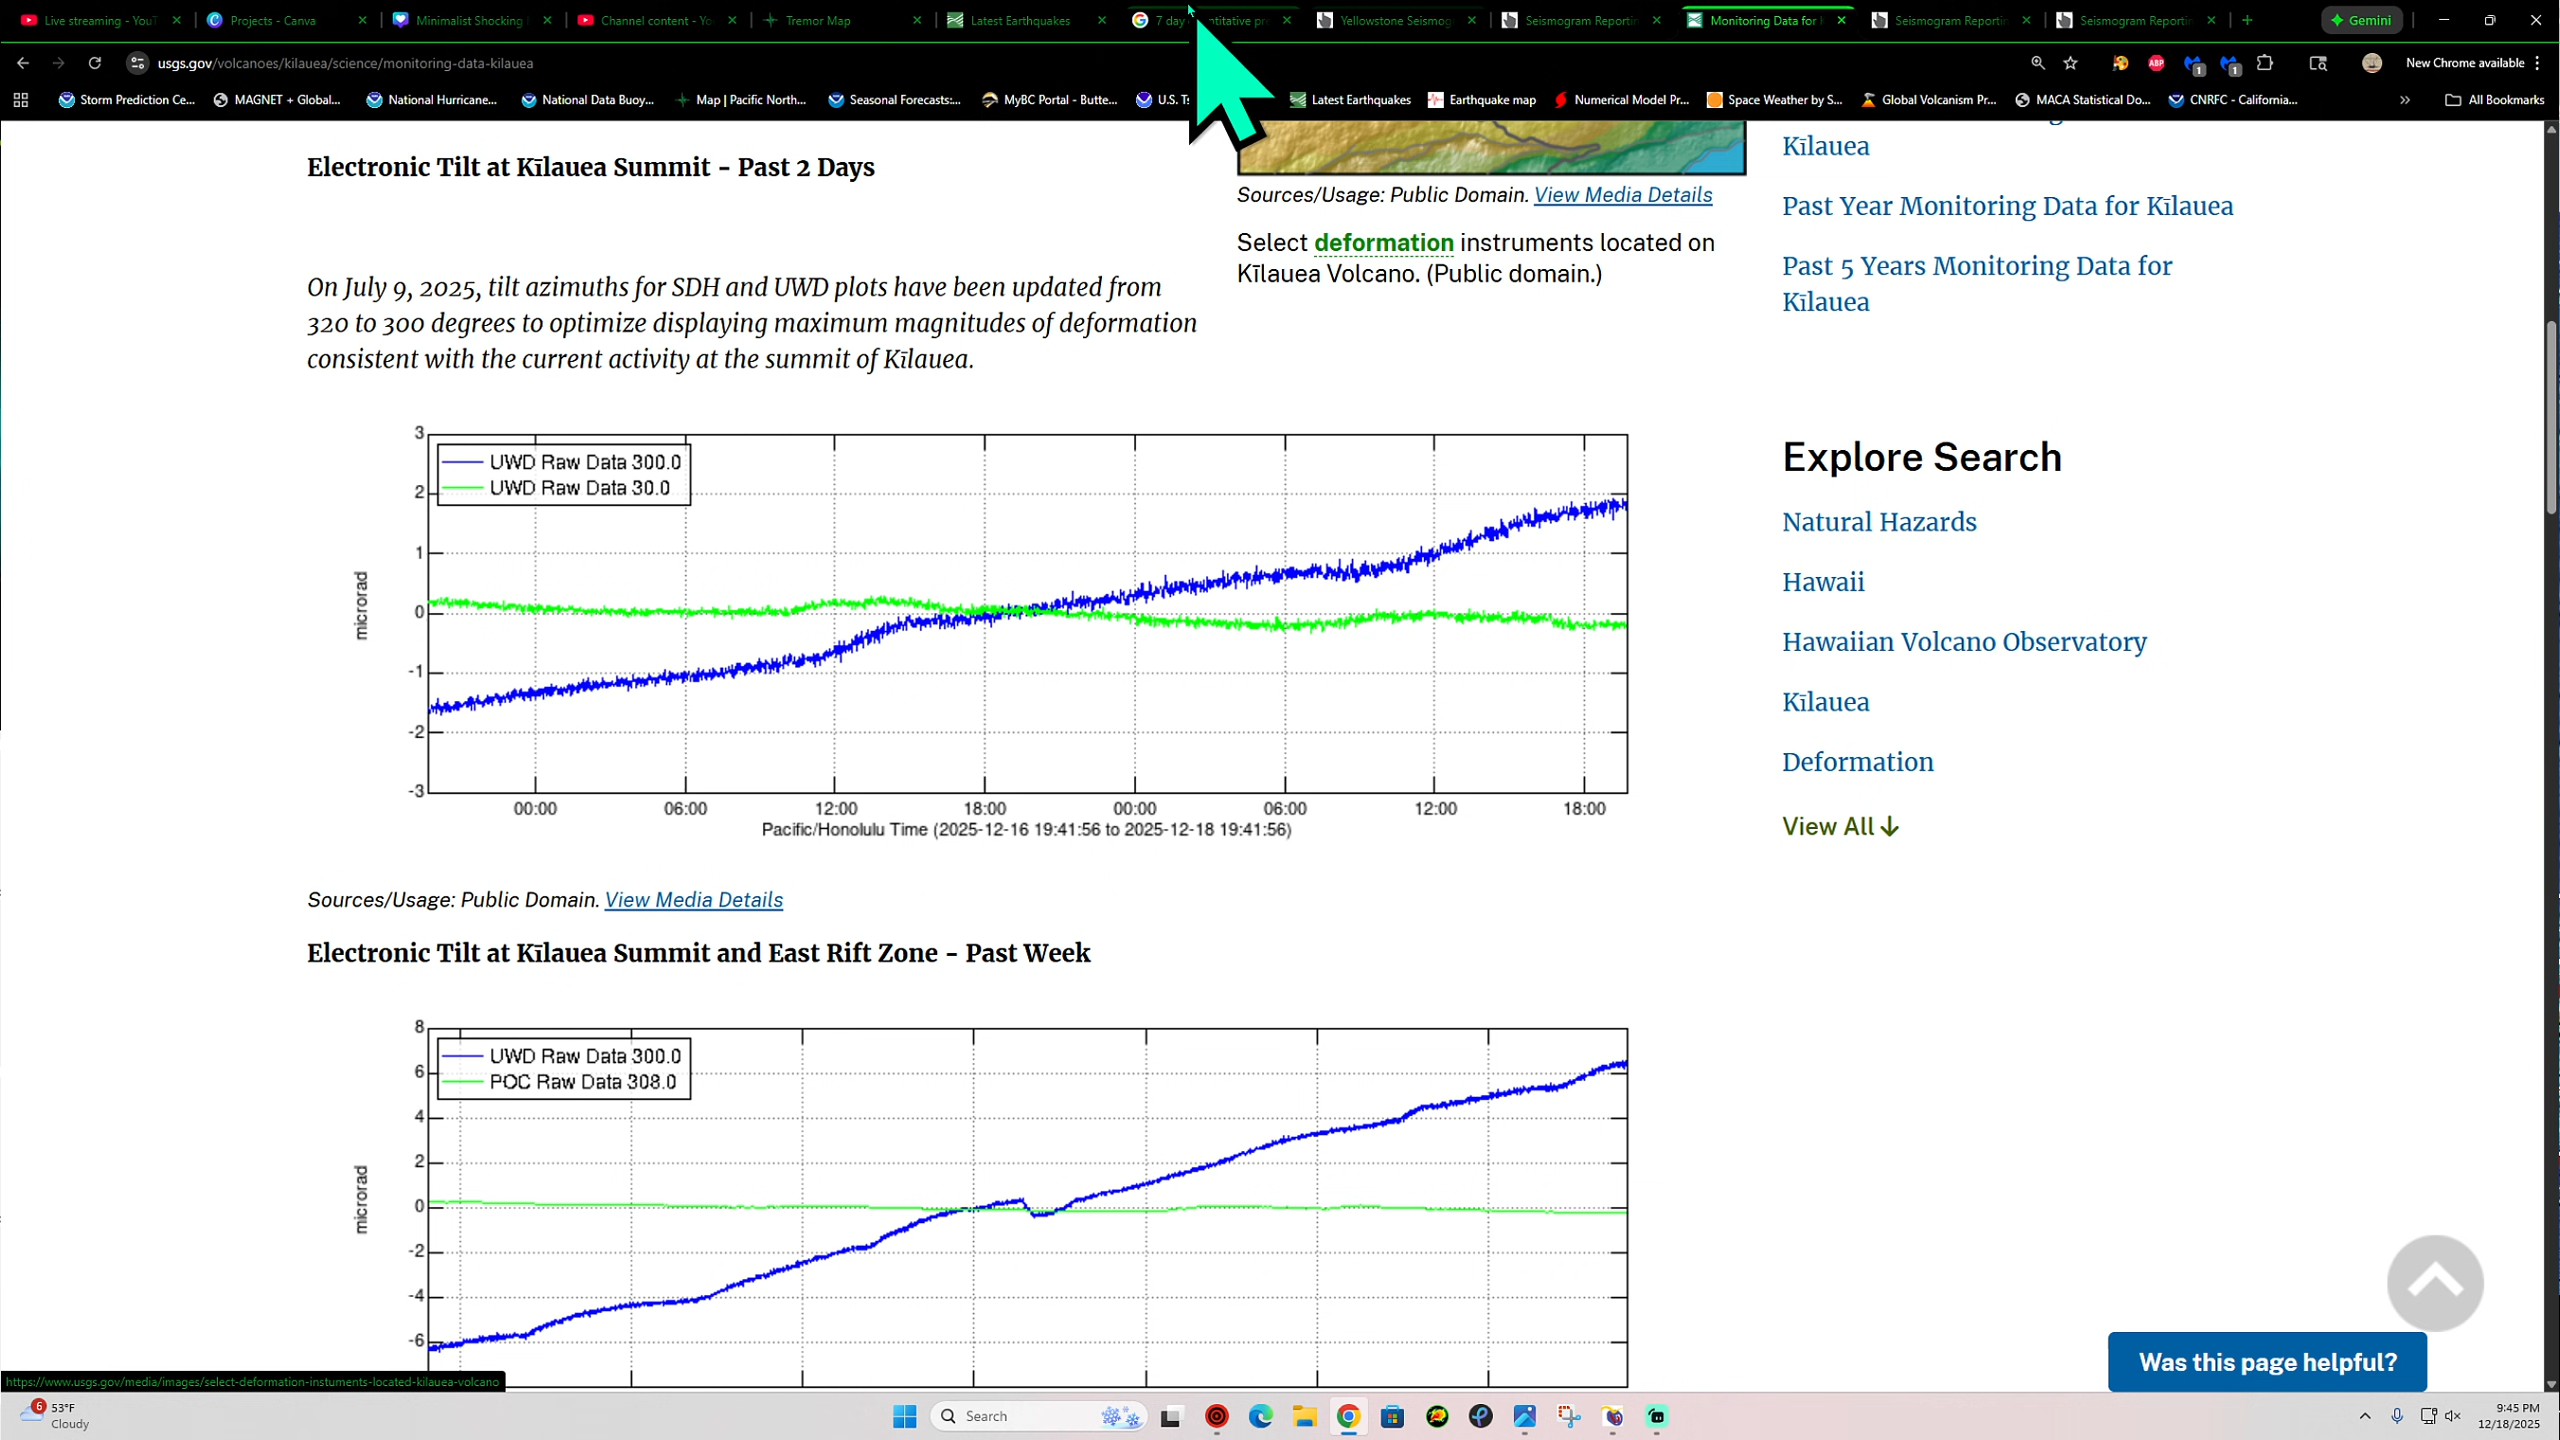 Live streaming - YouT
Projects - Canva
Minimalist Shocking
Channel content - Yo
Tremor Map
Latest Earthquakes
7 day
Yellowstone Seismog
Seismogram Reportin
Monitoring Data for
Seismogram Reportin
Seismogram Reportin
Gemini
usgs.gov/volcanoes/kilauea/science/monitoring-data-kilauea
ABP
1
1
New Chrome available
Storm Prediction Ce...
MAGNET + Global...
National Hurricane...
National Data Buoy...
Map | Pacific North...
Seasonal Forecasts:...
MyBC Portal - Butte...
Latest Earthquakes
Earthquake map
Numerical Model Pr...
Space Weather by S...
Global Volcanism Pr...
MACA Statistical Do...
CNRFC - California...
All Bookmarks
Electronic Tilt at Kīlauea Summit - Past 2 Days
On July 9, 2025, tilt azimuths for SDH and UWD plots have been updated from
320 to 300 degrees to optimize displaying maximum magnitudes of deformation
consistent with the current activity at the summit of Kīlauea.
Sources/Usage: Public Domain. View Media Details
Select deformation instruments located on
Kīlauea Volcano. (Public domain.)
Kīlauea
Past Year Monitoring Data for Kīlauea
Past 5 Years Monitoring Data for
Kīlauea
Explore Search
Natural Hazards
Hawaii
Hawaiian Volcano Observatory
Kīlauea
Deformation
View All
UWD Raw Data 300.0
UWD Raw Data 30.0
3
2
1
0
-1
-2
-3
microrad
00:00 06:00 12:00 18:00 00:00 06:00 12:00 18:00
Pacific/Honolulu Time (2025-12-16 19:41:56 to 2025-12-18 19:41:56)
Sources/Usage: Public Domain. View Media Details
Electronic Tilt at Kīlauea Summit and East Rift Zone - Past Week
UWD Raw Data 300.0
POC Raw Data 308.0
8
6
4
2
0
-2
-4
-6
microrad
Was this page helpful?
https://www.usgs.gov/media/images/select-deformation-instuments-located-kilauea-volcano
6
53°F
Cloudy
Search
9:45 PM
12/18/2025